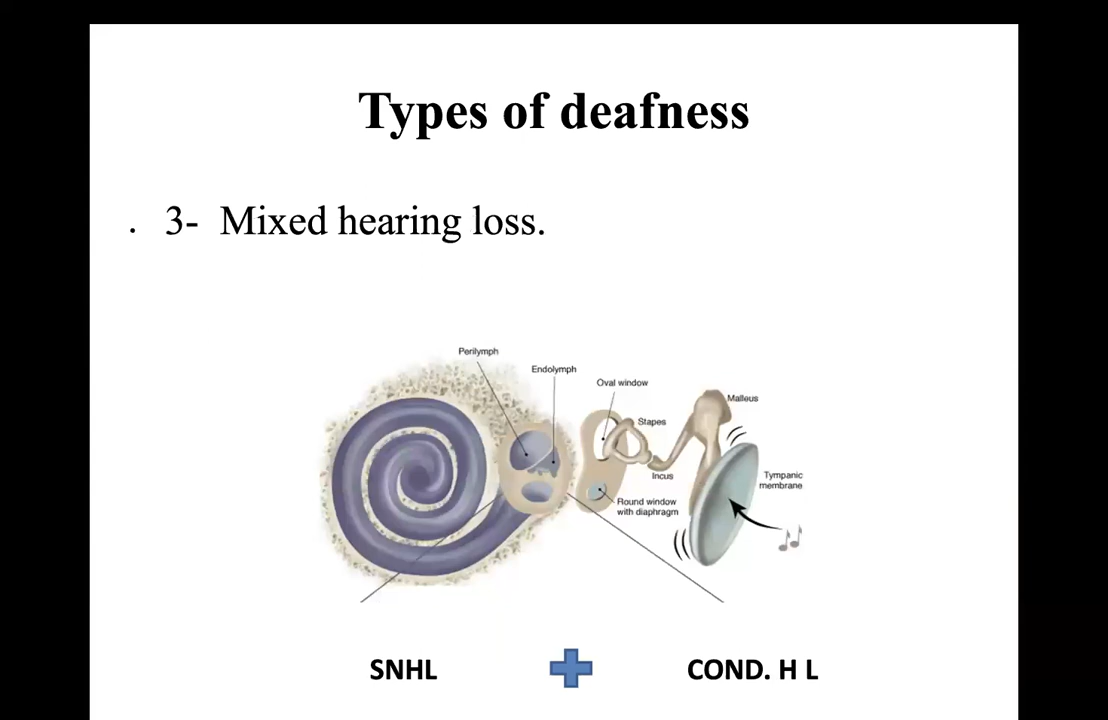 Types of deafness
. 3- Mixed hearing loss.
Perilymph
Endolymph
Oval window
Malleus
Stapes
Incus
Tympanic
membrane
Round window
with diaphragm
SNHL
COND. H L